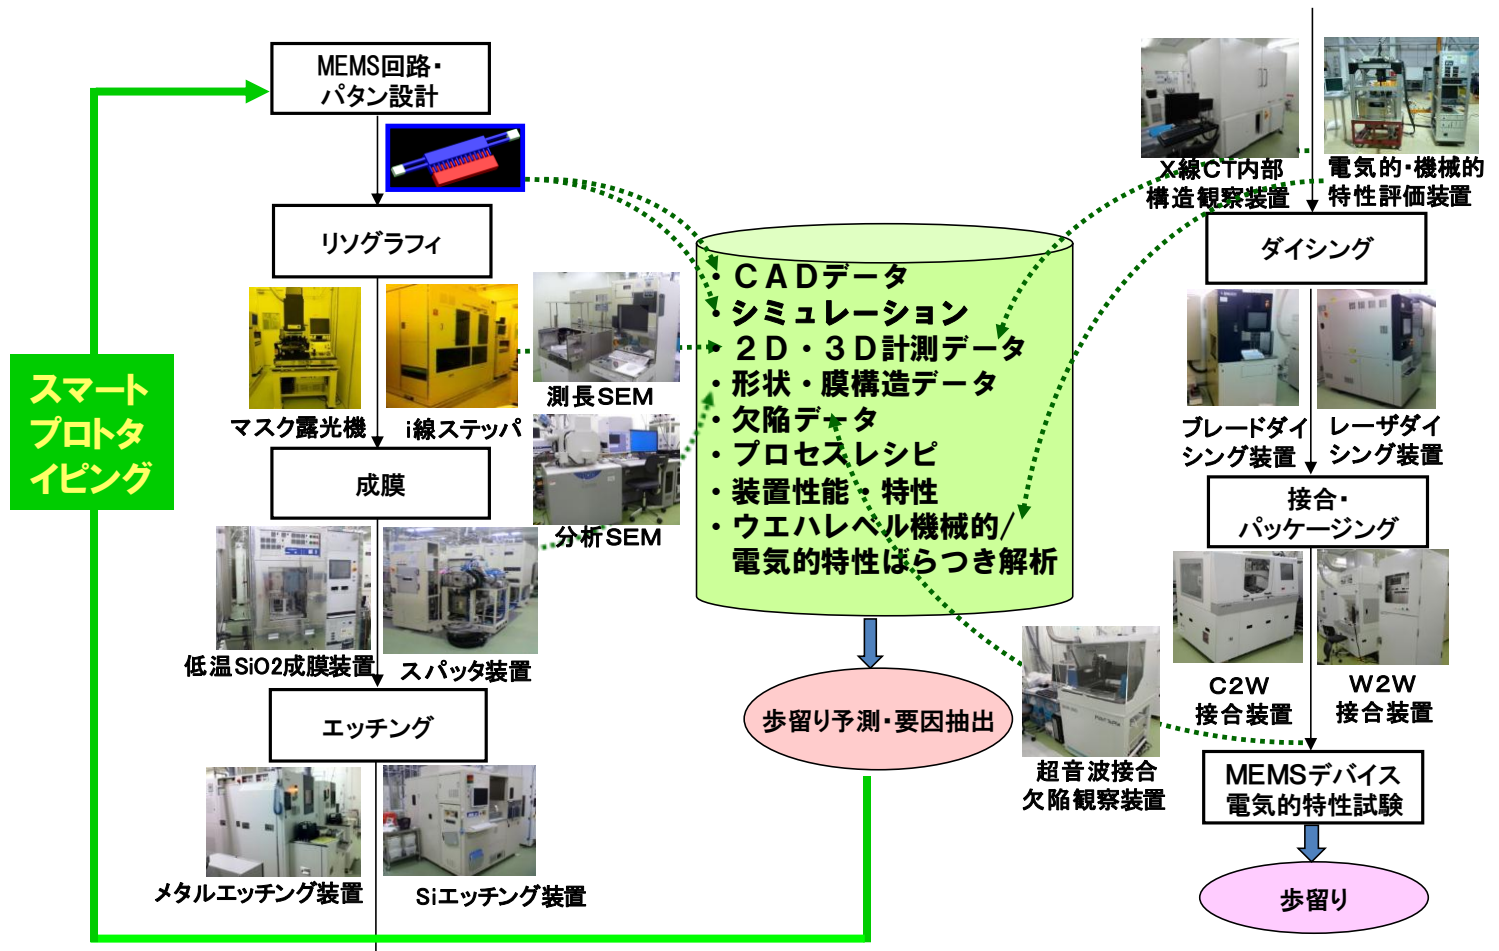 MEMS回路・
パタン設計
リソグラフィ
マスク露光機
i線ステッパ
測長SEM
成膜
分析SEM
低温SiO2成膜装置
スパッタ装置
エッチング
メタルエッチング装置
Siエッチング装置
スマート
プロトタ
イピング
・ＣＡＤデータ
・シミュレーション
・２Ｄ・３Ｄ計測データ
・形状・膜構造データ
・欠陥データ
・プロセスレシピ
・装置性能・特性
・ウエハレベル機械的/
電気的特性ばらつき解析
歩留り予測・要因抽出
X線CT内部
構造観察装置
電気的・機械的
特性評価装置
ダイシング
ブレードダイ
シング装置
レーザダイ
シング装置
接合・
パッケージング
C2W
接合装置
W2W
接合装置
超音波接合
欠陥観察装置
MEMSデバイス
電気的特性試験
歩留り